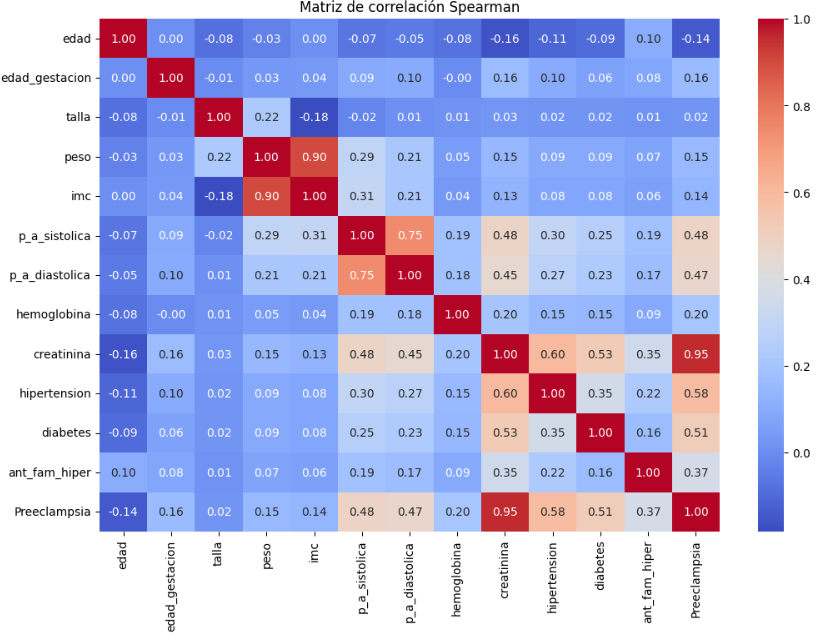 Matriz de correlación Spearman
edad 1.00 0.00 -0.08 -0.03 0.00 -0.07 -0.05 -0.08 -0.16 -0.11 -0.09 0.10 -0.14
edad_gestacion 0.00 1.00 -0.01 0.03 0.04 0.09 0.10 -0.00 0.16 0.10 0.06 0.08 0.16
talla -0.08 -0.01 1.00 0.22 -0.18 -0.02 0.01 0.01 0.03 0.02 0.02 0.01 0.02
peso -0.03 0.03 0.22 1.00 0.90 0.29 0.21 0.05 0.15 0.09 0.09 0.07 0.15
imc 0.00 0.04 -0.18 0.90 1.00 0.31 0.21 0.04 0.13 0.08 0.08 0.06 0.14
p_a_sistolica -0.07 0.09 -0.02 0.29 0.31 1.00 0.75 0.19 0.48 0.30 0.25 0.19 0.48
p_a_diastolica -0.05 0.10 0.01 0.21 0.21 0.75 1.00 0.18 0.45 0.27 0.23 0.17 0.47
hemoglobina -0.08 -0.00 0.01 0.05 0.04 0.19 0.18 1.00 0.20 0.15 0.15 0.09 0.20
creatinina -0.16 0.16 0.03 0.15 0.13 0.48 0.45 0.20 1.00 0.60 0.53 0.35 0.95
hipertension -0.11 0.10 0.02 0.09 0.08 0.30 0.27 0.15 0.60 1.00 0.35 0.22 0.58
diabetes -0.09 0.06 0.02 0.09 0.08 0.25 0.23 0.15 0.53 0.35 1.00 0.16 0.51
ant_fam_hiper 0.10 0.08 0.01 0.07 0.06 0.19 0.17 0.09 0.35 0.22 0.16 1.00 0.37
Preeclampsia -0.14 0.16 0.02 0.15 0.14 0.48 0.47 0.20 0.95 0.58 0.51 0.37 1.00
edad edad_gestacion talla peso imc p_a_sistolica p_a_diastolica hemoglobina creatinina hipertension diabetes ant_fam_hiper Preeclampsia
1.0
0.8
0.6
0.4
0.2
0.0